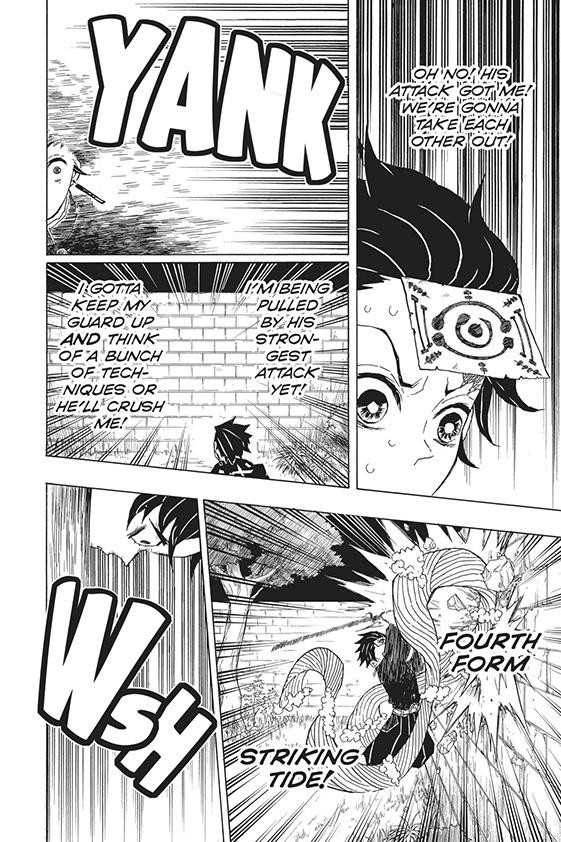 OH NO! HIS
ATTACK GOT ME!
WE'RE GONNA
TAKE EACH
OTHER OUT!
YANK
I'M BEING
PULLED
BY HIS
STRON-
GEST
ATTACK
YET!
I GOTTA
KEEP MY
GUARD UP
AND THINK
OF A BUNCH
OF TECH-
NIQUES OR
HE'LL CRUSH
ME!
FOURTH
FORM
STRIKING
TIDE!
WSH